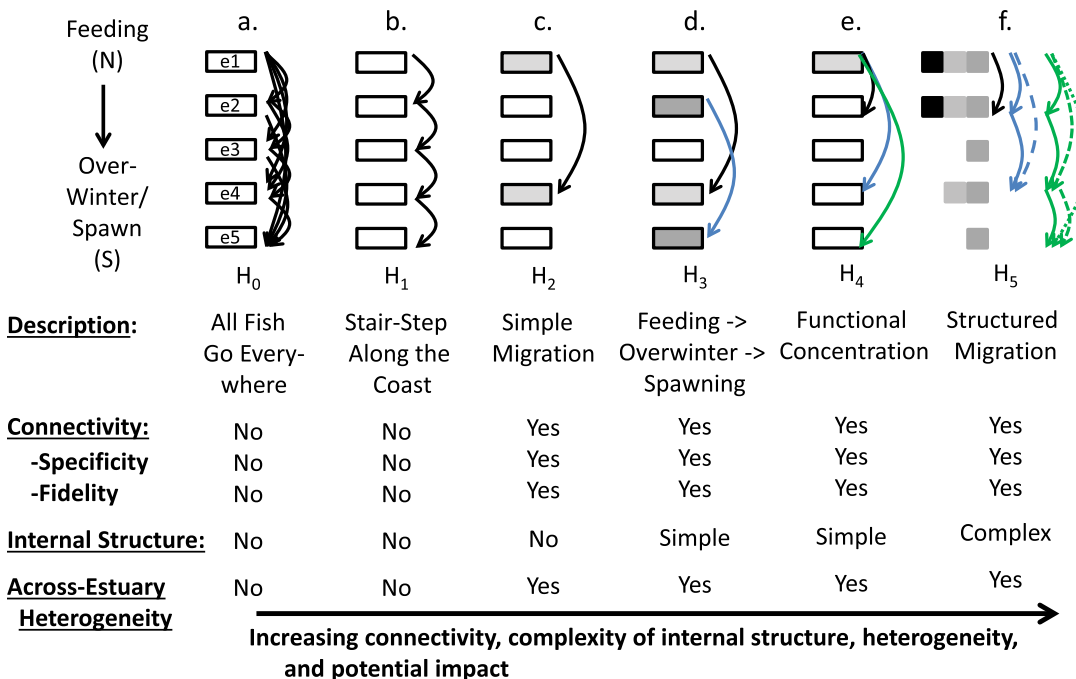 a. b. c. d. e. f.
Feeding
(N)
Over-
Winter/
Spawn
(S)
e1
e2
e3
e4
e5
H0 H1 H2 H3 H4 H5
Description:
All Fish
Go Every-
where
Stair-Step
Along the
Coast
Simple
Migration
Feeding ->
Overwinter ->
Spawning
Functional
Concentration
Structured
Migration
Connectivity: No No Yes Yes Yes Yes
-Specificity No No Yes Yes Yes Yes
-Fidelity No No Yes Yes Yes Yes
Internal Structure: No No No Simple Simple Complex
Across-Estuary
Heterogeneity
No No Yes Yes Yes Yes
Increasing connectivity, complexity of internal structure, heterogeneity,
and potential impact